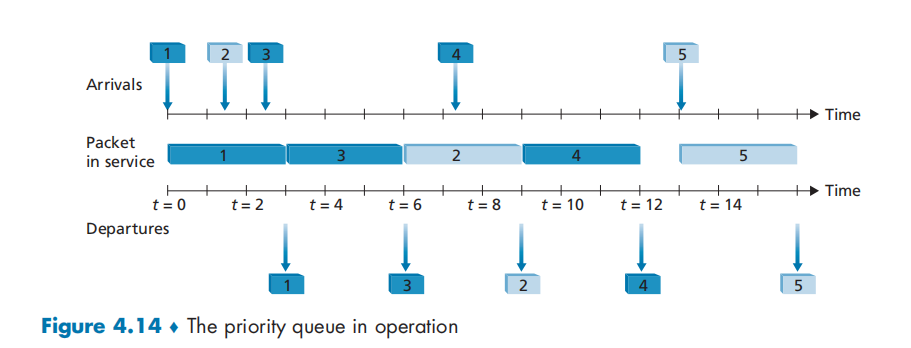 1 2 3 4 5
Arrivals
Time
Packet
in service
1 3 2 4 5
Time
t = 0 t = 2 t = 4 t = 6 t = 8 t = 10 t = 12 t = 14
Departures
1 3 2 4 5
Figure 4.14 ♦ The priority queue in operation